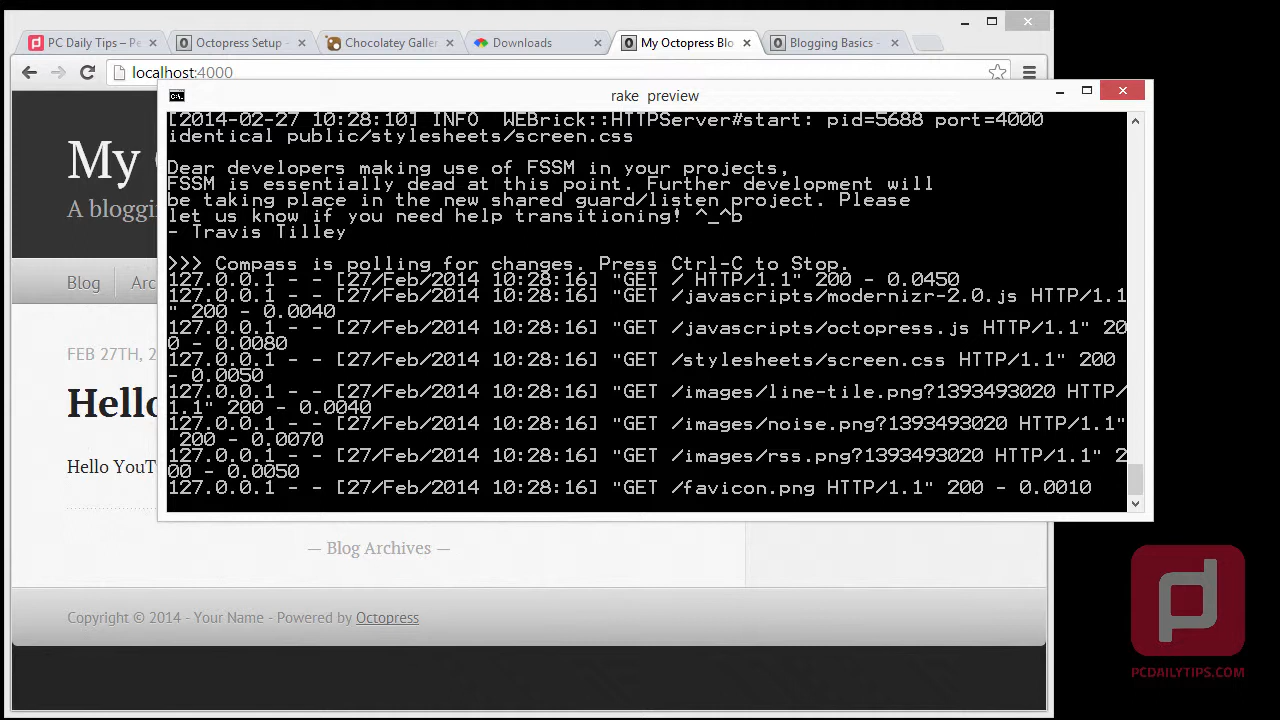 PC Daily Tips – Pe
Octopress Setup -
Chocolatey Galler
Downloads
My Octopress Blo
Blogging Basics -
localhost:4000
rake preview
[2014-02-27 10:28:10] INFO WEBrick::HTTPServer#start: pid=5688 port=4000
identical public/stylesheets/screen.css
Dear developers making use of FSSM in your projects,
FSSM is essentially dead at this point. Further development will
be taking place in the new shared guard/listen project. Please
let us know if you need help transitioning! ^_^b
- Travis Tilley
>>> Compass is polling for changes. Press Ctrl-C to Stop.
127.0.0.1 - - [27/Feb/2014 10:28:16] "GET / HTTP/1.1" 200 - 0.0450
127.0.0.1 - - [27/Feb/2014 10:28:16] "GET /javascripts/modernizr-2.0.js HTTP/1.1
" 200 - 0.0040
127.0.0.1 - - [27/Feb/2014 10:28:16] "GET /javascripts/octopress.js HTTP/1.1" 20
0 - 0.0080
127.0.0.1 - - [27/Feb/2014 10:28:16] "GET /stylesheets/screen.css HTTP/1.1" 200
- 0.0050
127.0.0.1 - - [27/Feb/2014 10:28:16] "GET /images/line-tile.png?1393493020 HTTP/
1.1" 200 - 0.0040
127.0.0.1 - - [27/Feb/2014 10:28:16] "GET /images/noise.png?1393493020 HTTP/1.1"
200 - 0.0070
127.0.0.1 - - [27/Feb/2014 10:28:16] "GET /images/rss.png?1393493020 HTTP/1.1" 2
00 - 0.0050
127.0.0.1 - - [27/Feb/2014 10:28:16] "GET /favicon.png HTTP/1.1" 200 - 0.0010
My
A bloggi
Blog
Arc
FEB 27TH, 2
Hello
Hello YouT
— Blog Archives —
Copyright © 2014 - Your Name - Powered by Octopress
PCDAILYTIPS.COM